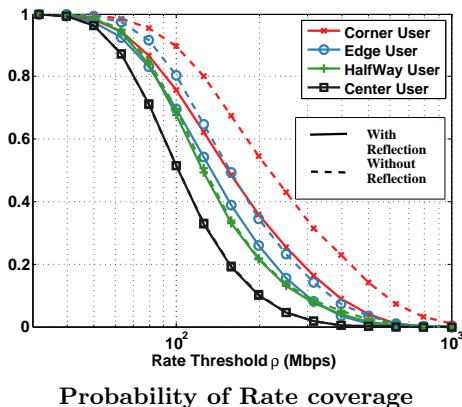 1
0.8
0.6
0.4
0.2
0
10²
10³
Corner User
Edge User
HalfWay User
Center User
With
Reflection
Without
Reflection
Rate Threshold ρ (Mbps)
Probability of Rate coverage